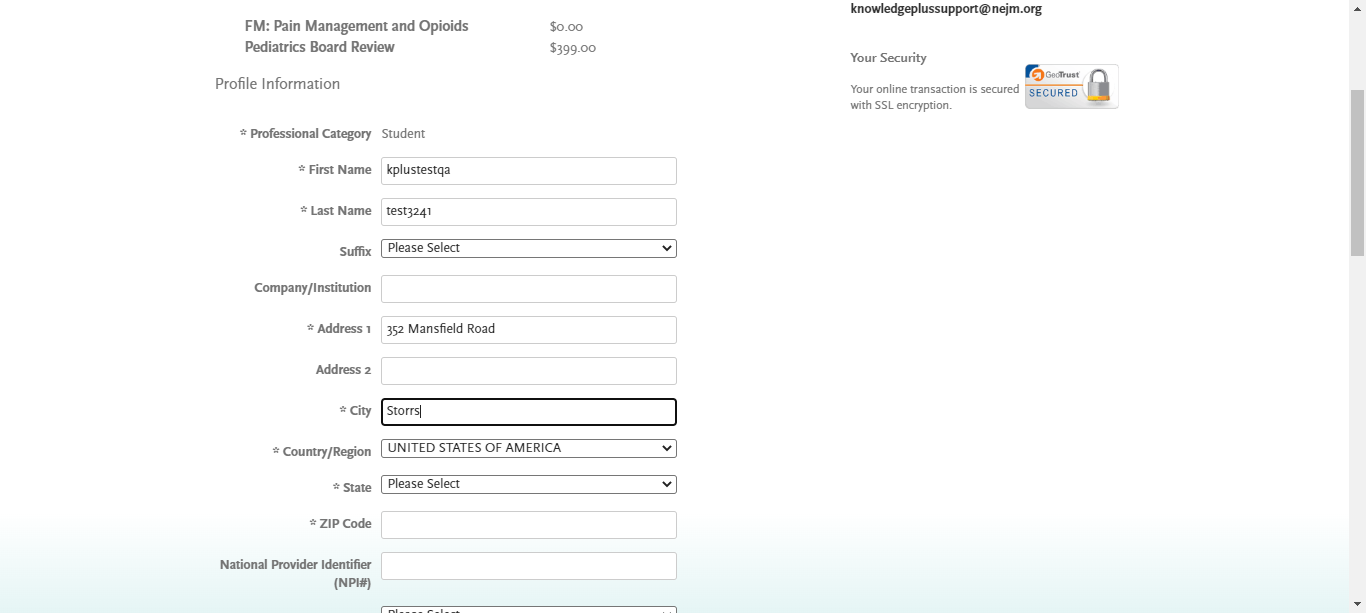 knowledgeplussupport@nejm.org
FM: Pain Management and Opioids $0.00
Pediatrics Board Review $399.00
Your Security
Your online transaction is secured
with SSL encryption.
GeoTrust
SECURED
Profile Information
* Professional Category Student
* First Name kplustestqa
* Last Name test3241
Suffix Please Select
Company/Institution
* Address 1 352 Mansfield Road
Address 2
* City Storrs
* Country/Region UNITED STATES OF AMERICA
* State Please Select
* ZIP Code
National Provider Identifier
(NPI#)
Please Select